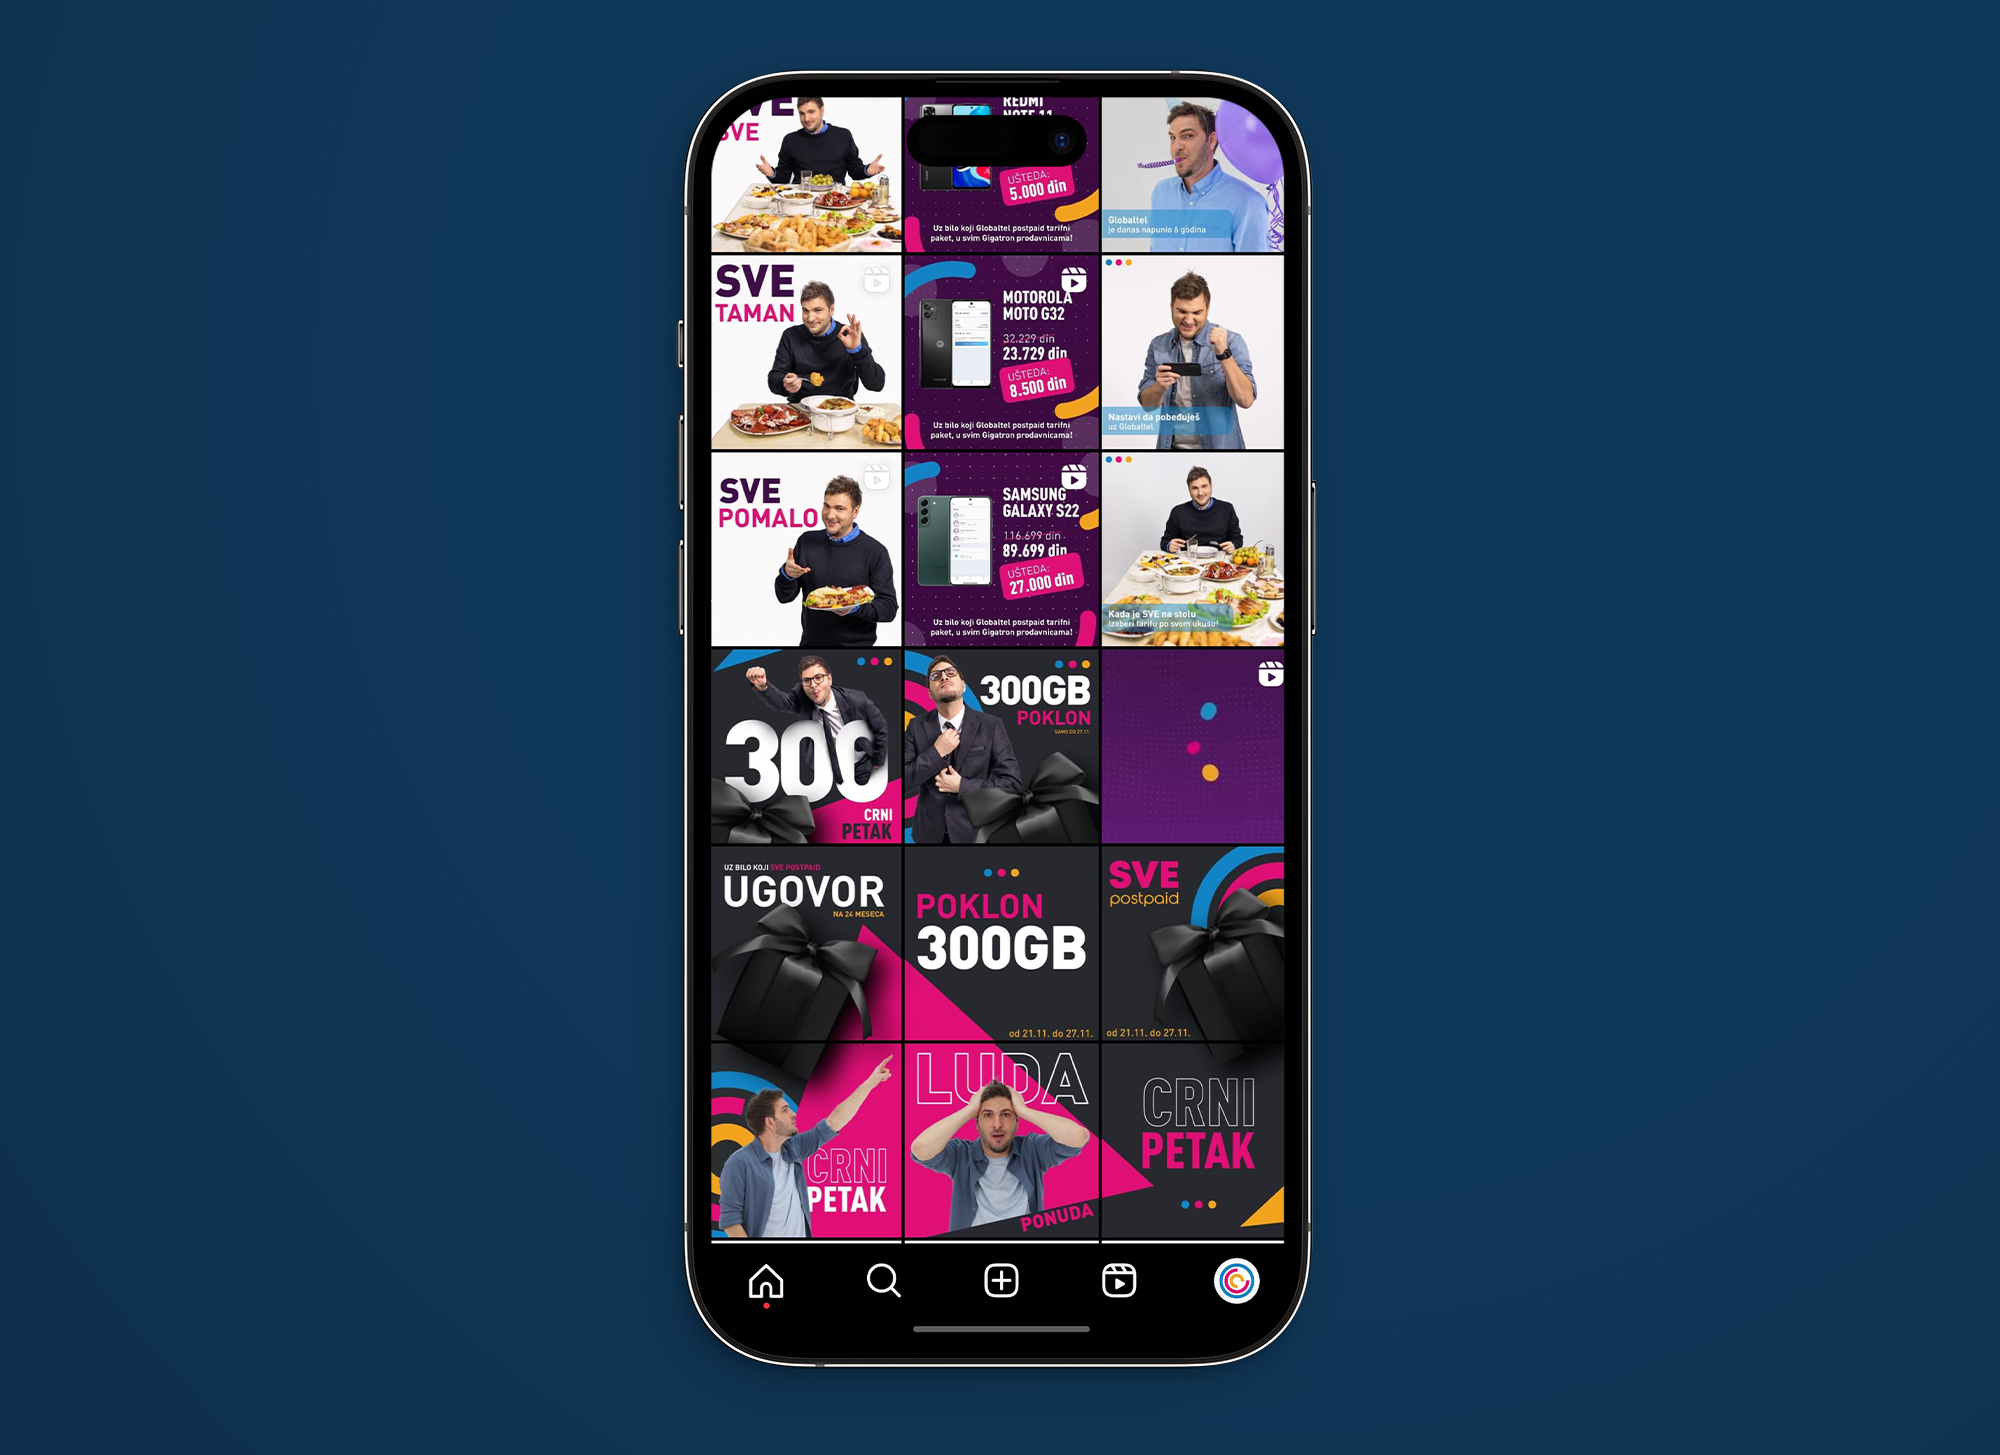 SVE
REDMI
NOTE 11
UŠTEDA:
5.000 din
Uz bilo koji Globaltel postpaid tarifni
paket, u svim Gigatron prodavnicama!
Globaltel
je danas napunio 6 godina
SVE
TAMAN
MOTOROLA
MOTO G32
32.229 din
23.729 din
UŠTEDA:
8.500 din
Uz bilo koji Globaltel postpaid tarifni
paket, u svim Gigatron prodavnicama!
Nastavi da pobeđuješ
uz Globaltel
SVE
POMALO
SAMSUNG
GALAXY S22
116.699 din
89.699 din
UŠTEDA:
27.000 din
Uz bilo koji Globaltel postpaid tarifni
paket, u svim Gigatron prodavnicama!
Kada je SVE na stolu
Izaberi tarifu po svom ukusu!
300
CRNI
PETAK
300GB
POKLON
SAMO DO 27.11.
UZ BILO KOJI SVE POSTPAID
UGOVOR
NA 24 MESECA
POKLON
300GB
od 21.11. do 27.11.
SVE
postpaid
od 21.11. do 27.11.
CRNI
PETAK
LUDA
PONUDA
CRNI
PETAK